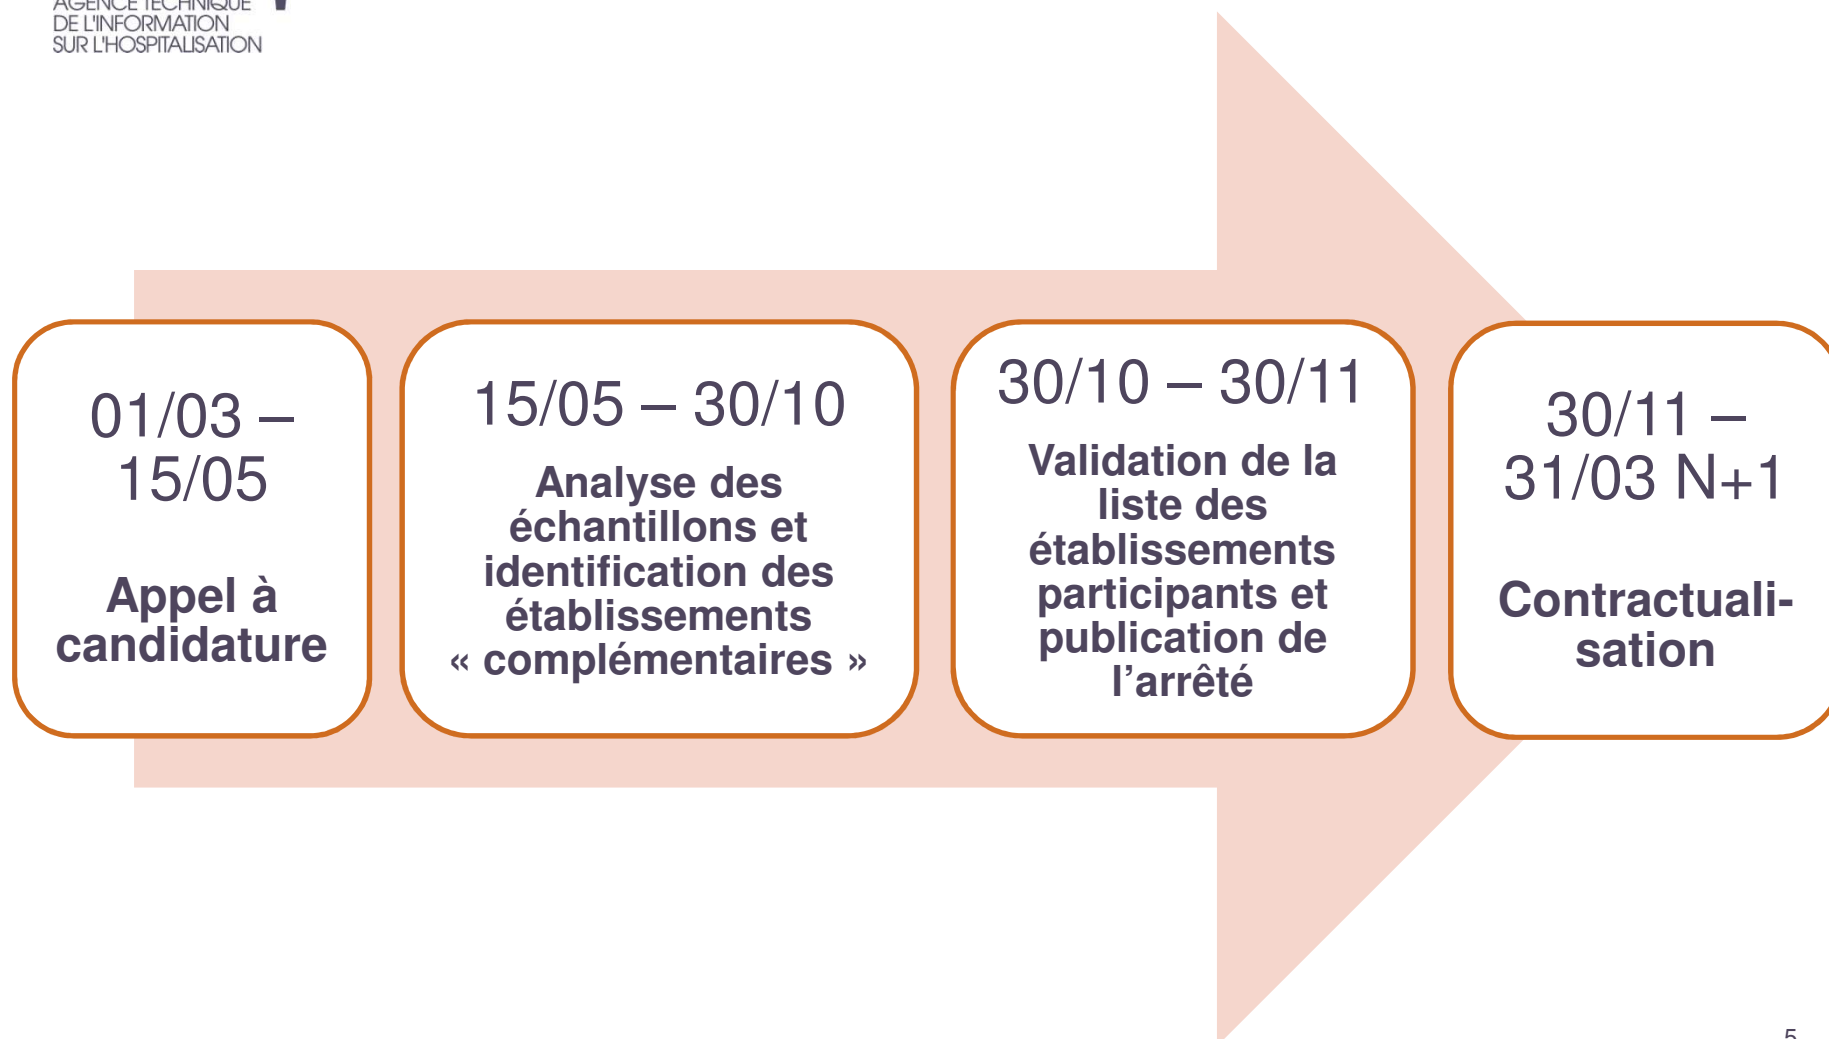 AGENCE TECHNIQUE
DE L'INFORMATION
SUR L'HOSPITALISATION
01/03 –
15/05
Appel à
candidature
15/05 – 30/10
Analyse des
échantillons et
identification des
établissements
« complémentaires »
30/10 – 30/11
Validation de la
liste des
établissements
participants et
publication de
l’arrêté
30/11 –
31/03 N+1
Contractuali-
sation
5